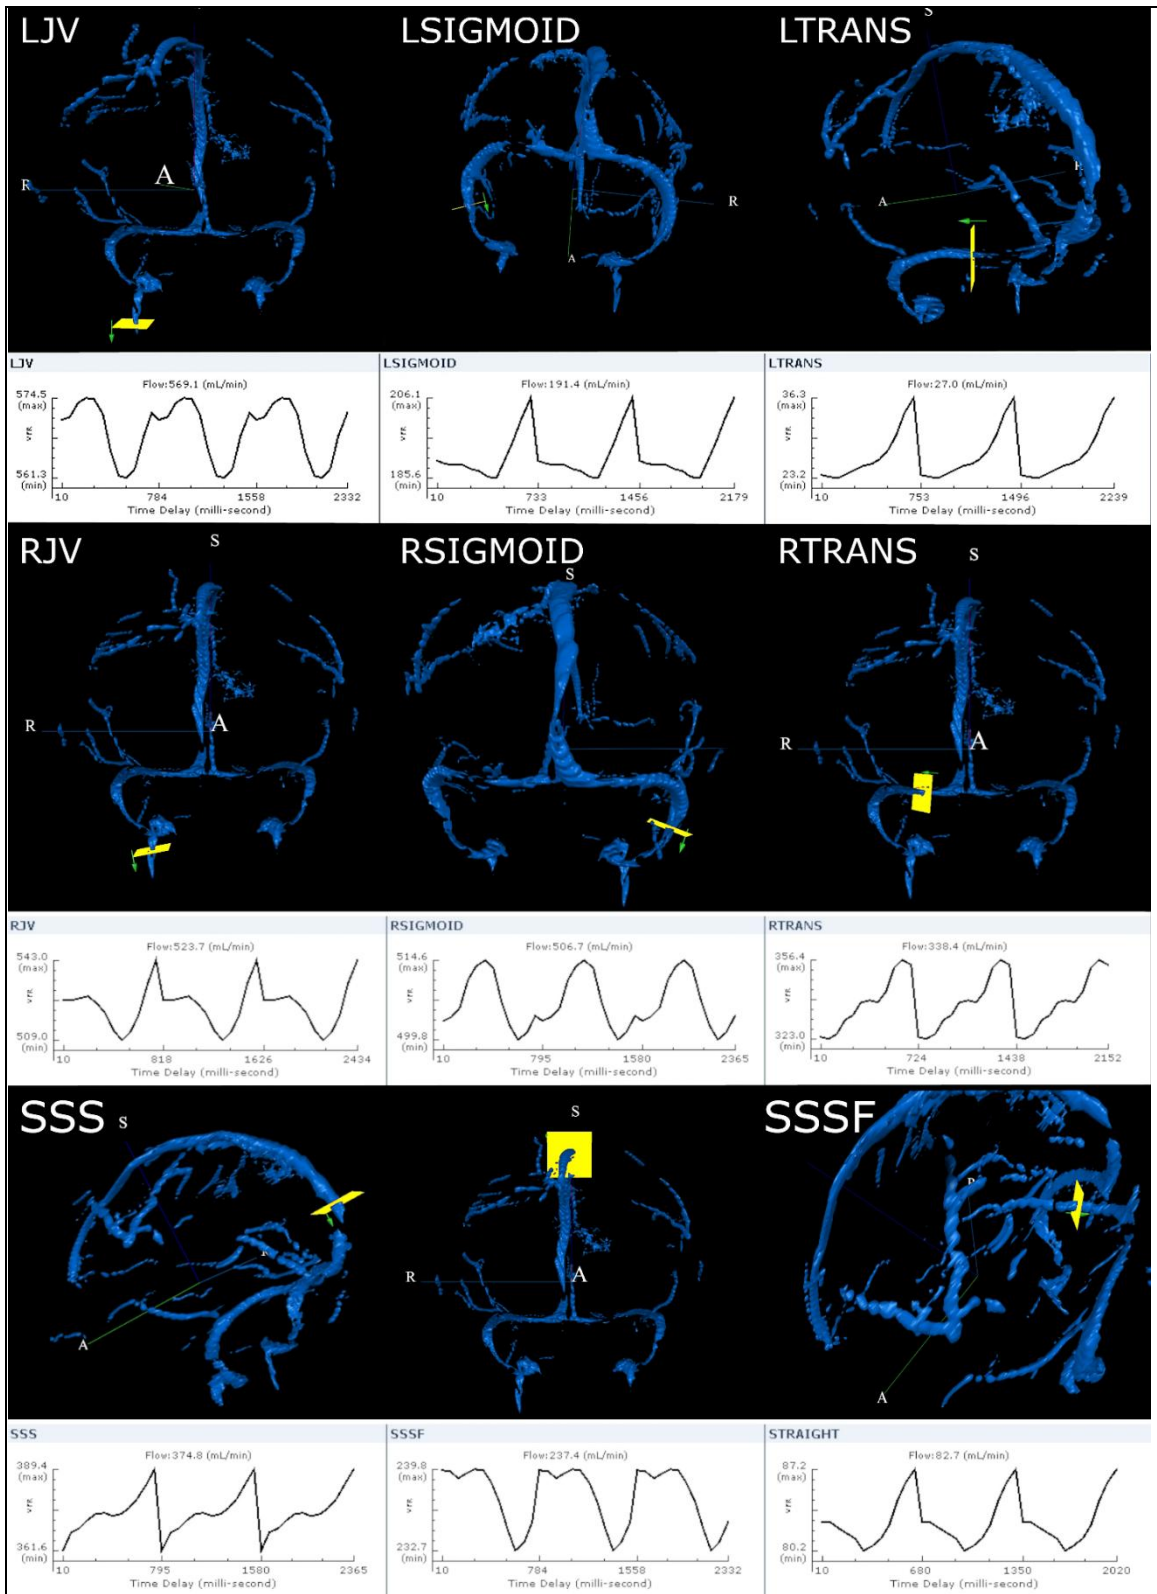 LJV
LSIGMOID
LTRANS
S
R
A
R
A
A
LJV
Flow:569.1 (mL/min)
574.5
(max)
VFR
561.3
(min)
10 784 1558 2332
Time Delay (milli-second)
LSIGMOID
Flow:191.4 (mL/min)
206.1
(max)
VFR
185.6
(min)
10 733 1456 2179
Time Delay (milli-second)
LTRANS
Flow:27.0 (mL/min)
36.3
(max)
VFR
23.2
(min)
10 753 1496 2239
Time Delay (milli-second)
RJV
RSIGMOID
RTRANS
S
S
S
R
A
R
A
RJV
Flow:523.7 (mL/min)
543.0
(max)
VFR
509.0
(min)
10 818 1626 2434
Time Delay (milli-second)
RSIGMOID
Flow:506.7 (mL/min)
514.6
(max)
VFR
499.8
(min)
10 795 1580 2365
Time Delay (milli-second)
RTRANS
Flow:338.4 (mL/min)
356.4
(max)
VFR
323.0
(min)
10 724 1438 2152
Time Delay (milli-second)
SSS
SSSF
S
S
A
R
A
A
SSS
Flow:374.8 (mL/min)
389.4
(max)
VFR
361.6
(min)
10 795 1580 2365
Time Delay (milli-second)
SSSF
Flow:237.4 (mL/min)
239.8
(max)
VFR
232.7
(min)
10 784 1558 2332
Time Delay (milli-second)
STRAIGHT
Flow:82.7 (mL/min)
87.2
(max)
VFR
80.2
(min)
10 680 1350 2020
Time Delay (milli-second)